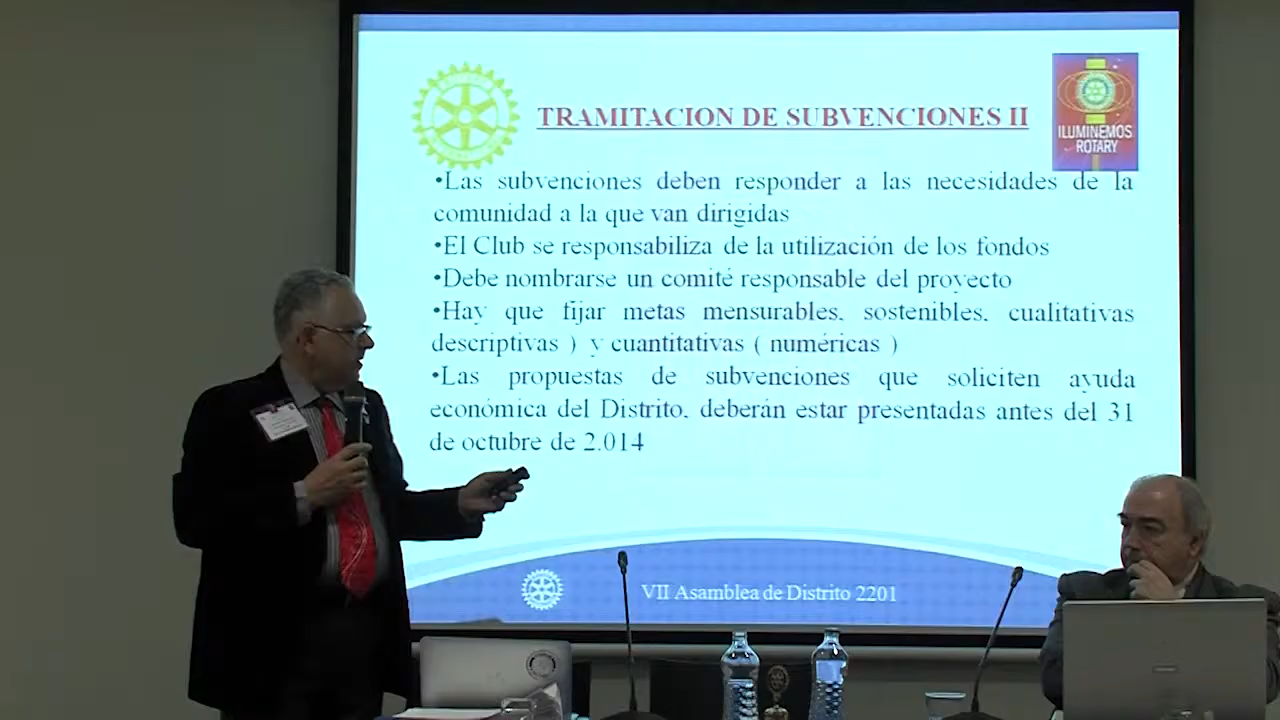 TRAMITACION DE SUBVENCIONES II
ILUMINEMOS
ROTARY
•Las subvenciones deben responder a las necesidades de la
comunidad a la que van dirigidas
•El Club se responsabiliza de la utilización de los fondos
•Debe nombrarse un comité responsable del proyecto
•Hay que fijar metas mensurables, sostenibles, cualitativas
descriptivas ) y cuantitativas ( numéricas )
•Las propuestas de subvenciones que soliciten ayuda
económica del Distrito, deberán estar presentadas antes del 31
de octubre de 2.014
VII Asamblea de Distrito 2201